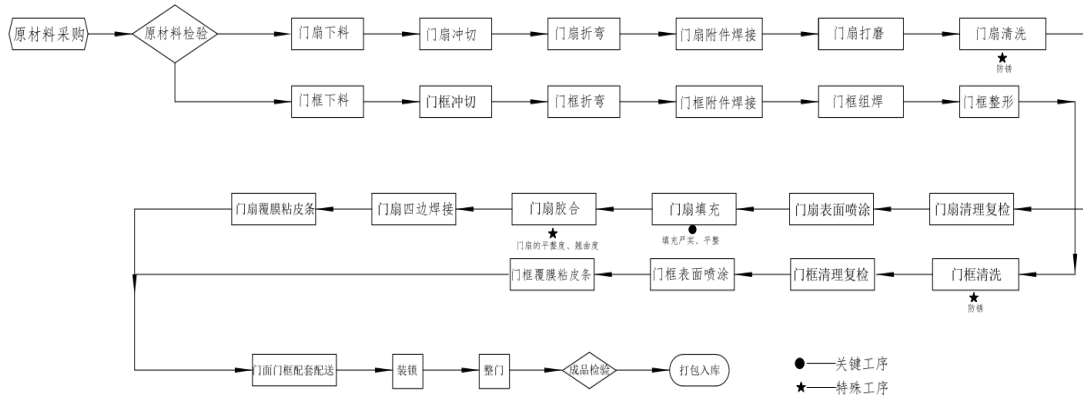 原材料采购
原材料检验
门扇下料
门扇冲切
门扇折弯
门扇附件焊接
门扇打磨
门扇清洗
防锈
门框下料
门框冲切
门框折弯
门框附件焊接
门框组焊
门框整形
门扇覆膜粘皮条
门扇四边焊接
门扇胶合
门扇填充
门扇表面喷涂
门扇清理复检
门扇的平整度、翘曲度
填充严实、平整
门框覆膜粘皮条
门框表面喷涂
门框清理复检
门框清洗
防锈
门面门框配套配送
装锁
整门
成品检验
打包入库
关键工序
特殊工序